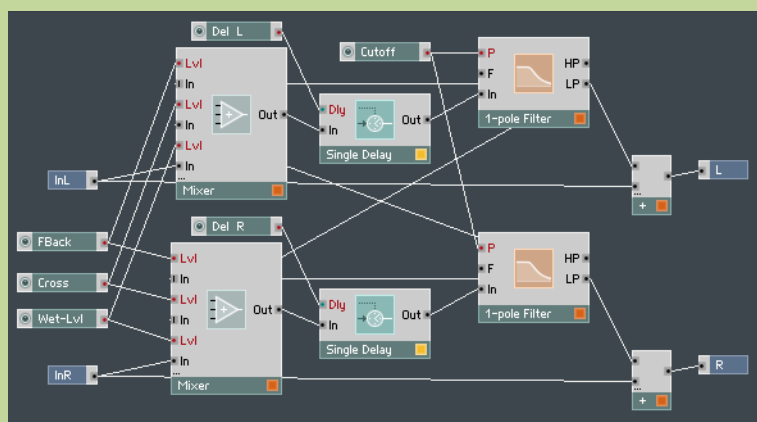 Del L
Lvl
In
Lvl
In
Lvl
In
...
Out
Mixer
Cutoff
Dly
In
Out
Single Delay
P
F
In
HP
LP
1-pole Filter
InL
...
+
L
FBack
Cross
Wet-Lvl
InR
Del R
Lvl
In
Lvl
In
Lvl
In
...
Out
Mixer
Dly
In
Out
Single Delay
P
F
In
HP
LP
1-pole Filter
...
+
R